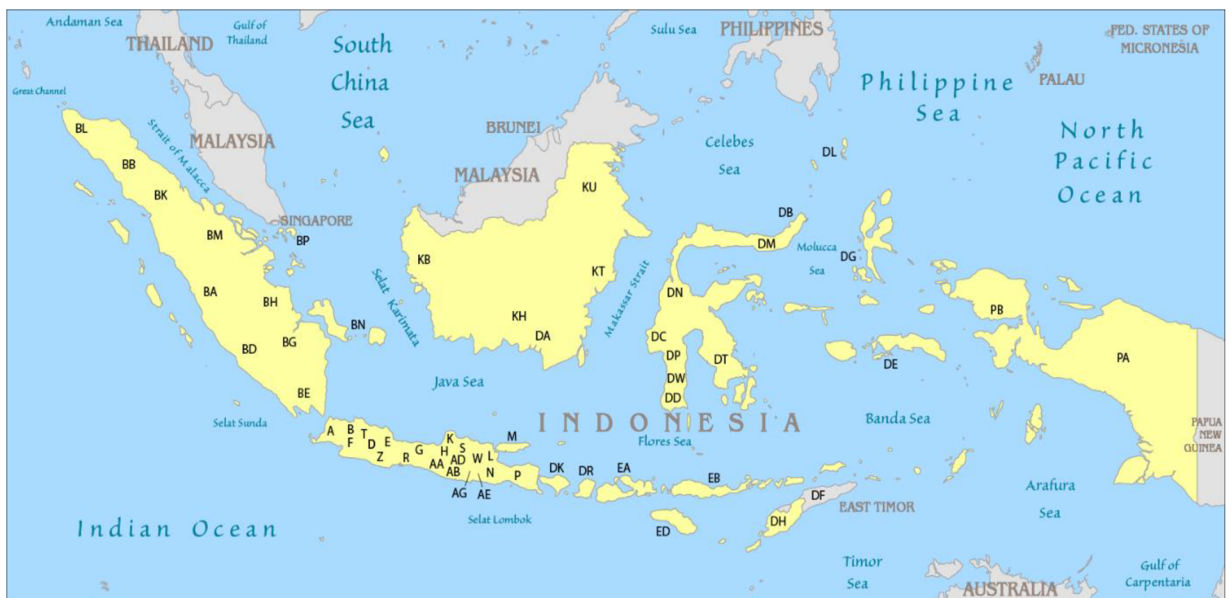 Andaman Sea
Gulf of
Thailand
THAILAND
South
China
Sea
Sulu Sea
PHILIPPINES
FED. STATES OF
MICRONESIA
PALAU
Great Channel
Philippine
Sea
BL
Strait of Malacca
MALAYSIA
BRUNEI
Celebes
Sea
DL
North
Pacific
Ocean
BB
BK
MALAYSIA
KU
SINGAPORE
BP
BM
DB
DM
Molucca
Sea
DG
KB
KT
Selat Karimata
Makassar Strait
BA
BH
BN
DN
PB
KH
DA
BD
BG
DC
DP
DT
DE
PA
Java Sea
DW
BE
DD
Selat Sunda
INDONESIA
Banda Sea
PAPUA
NEW
GUINEA
Flores Sea
A
B
F
T
D
E
Z
R
G
K
H
S
AA
AD
AB
W
L
N
M
P
DK
DR
EA
EB
AG
AE
DF
EAST TIMOR
Arafura
Sea
Indian Ocean
Selat Lombok
ED
DH
Timor
Sea
Gulf of
Carpentaria
AUSTRALIA